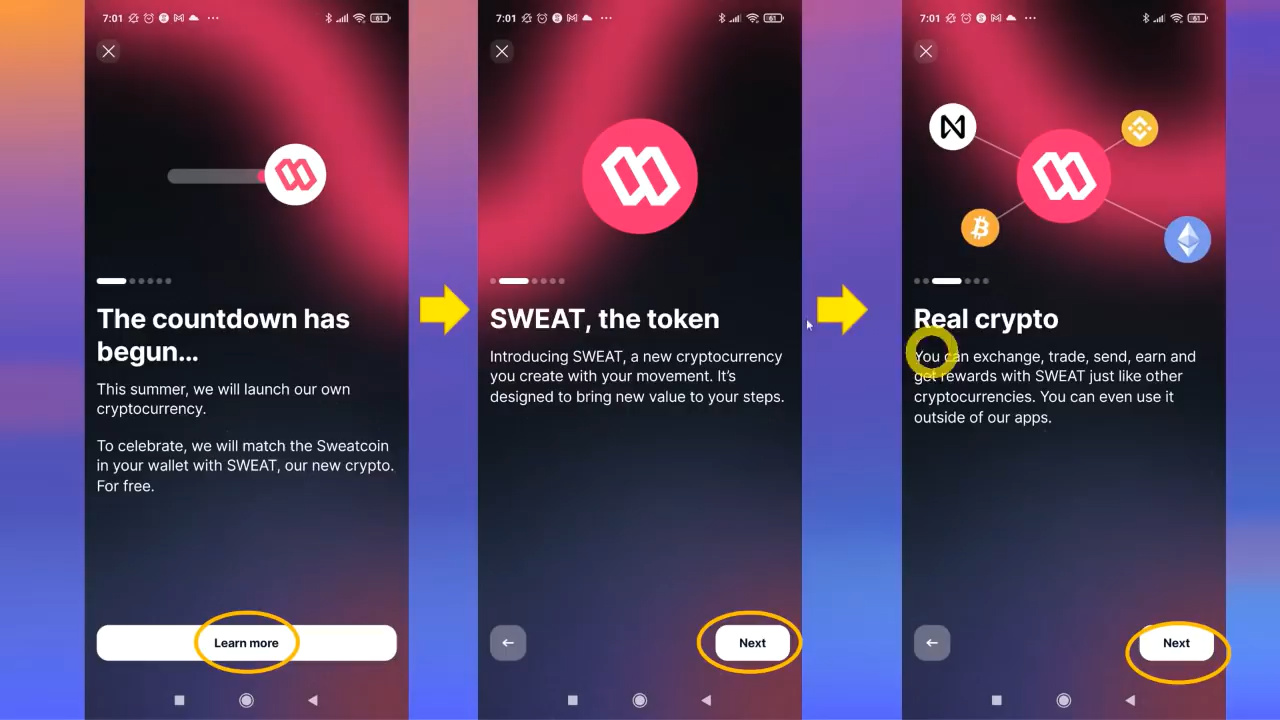 7:01
61
The countdown has
begun...
This summer, we will launch our own
cryptocurrency.
To celebrate, we will match the Sweatcoin
in your wallet with SWEAT, our new crypto.
For free.
Learn more
7:01
61
SWEAT, the token
Introducing SWEAT, a new cryptocurrency
you create with your movement. It's
designed to bring new value to your steps.
Next
7:01
61
Real crypto
You can exchange, trade, send, earn and
get rewards with SWEAT just like other
cryptocurrencies. You can even use it
outside of our apps.
Next